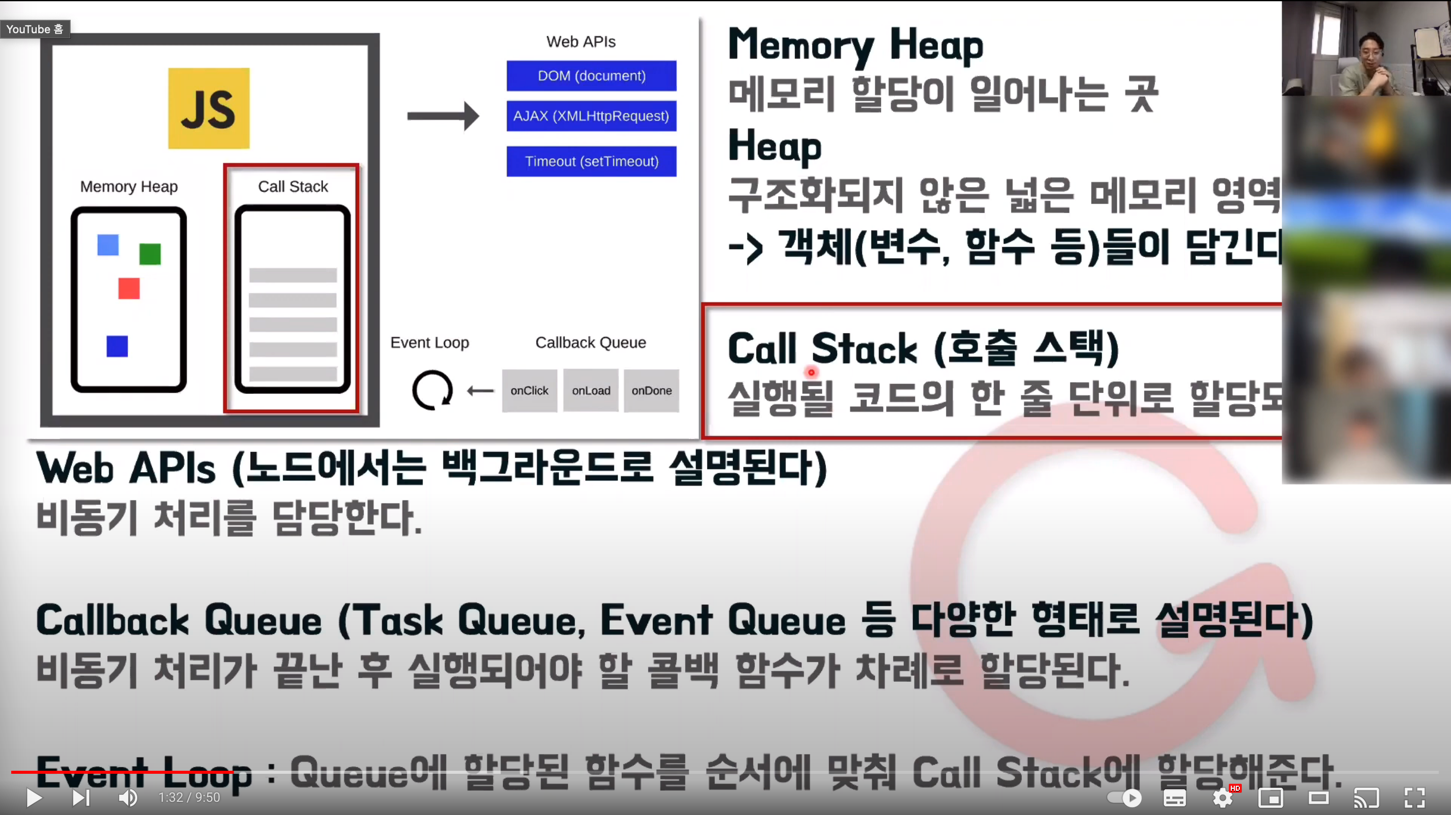 YouTube 홈
JS
Memory Heap
Call Stack
Web APIs
DOM (document)
AJAX (XMLHttpRequest)
Timeout (setTimeout)
Event Loop
Callback Queue
onClick
onLoad
onDone
Memory Heap
메모리 할당이 일어나는 곳
Heap
구조화되지 않은 넓은 메모리 영역
-> 객체(변수, 함수 등)들이 담긴다
Call Stack (호출 스택)
실행될 코드의 한 줄 단위로 할당
Web APIs (노드에서는 백그라운드로 설명된다)
비동기 처리를 담당한다.
Callback Queue (Task Queue, Event Queue 등 다양한 형태로 설명된다)
비동기 처리가 끝난 후 실행되어야 할 콜백 함수가 차례로 할당된다.
Event Loop : Queue에 할당된 함수를 순서에 맞춰 Call Stack에 할당해준다.
1:32 / 9:50
HD